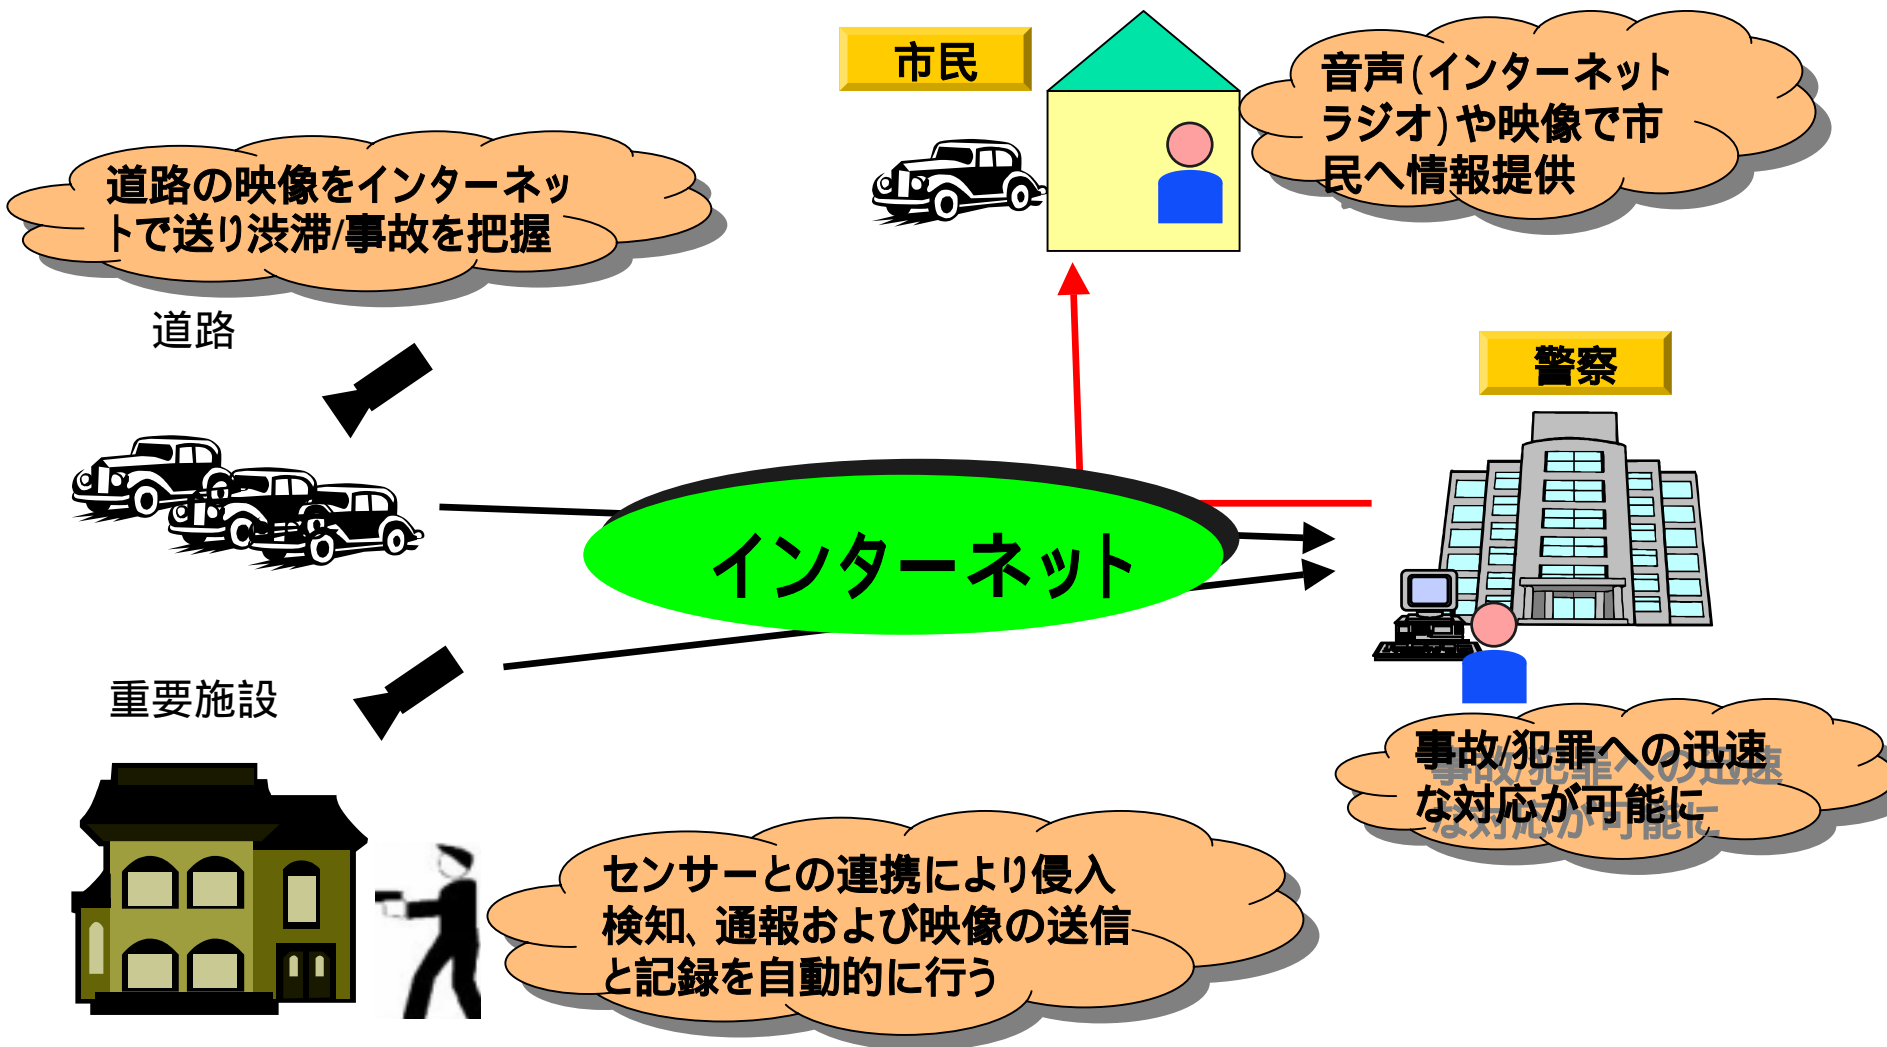 市民
音声(インターネット
ラジオ)や映像で市
民へ情報提供
道路の映像をインターネッ
トで送り渋滞/事故を把握
道路
警察
インターネット
重要施設
事故/犯罪への迅速
な対応が可能に
センサーとの連携により侵入
検知、通報および映像の送信
と記録を自動的に行う